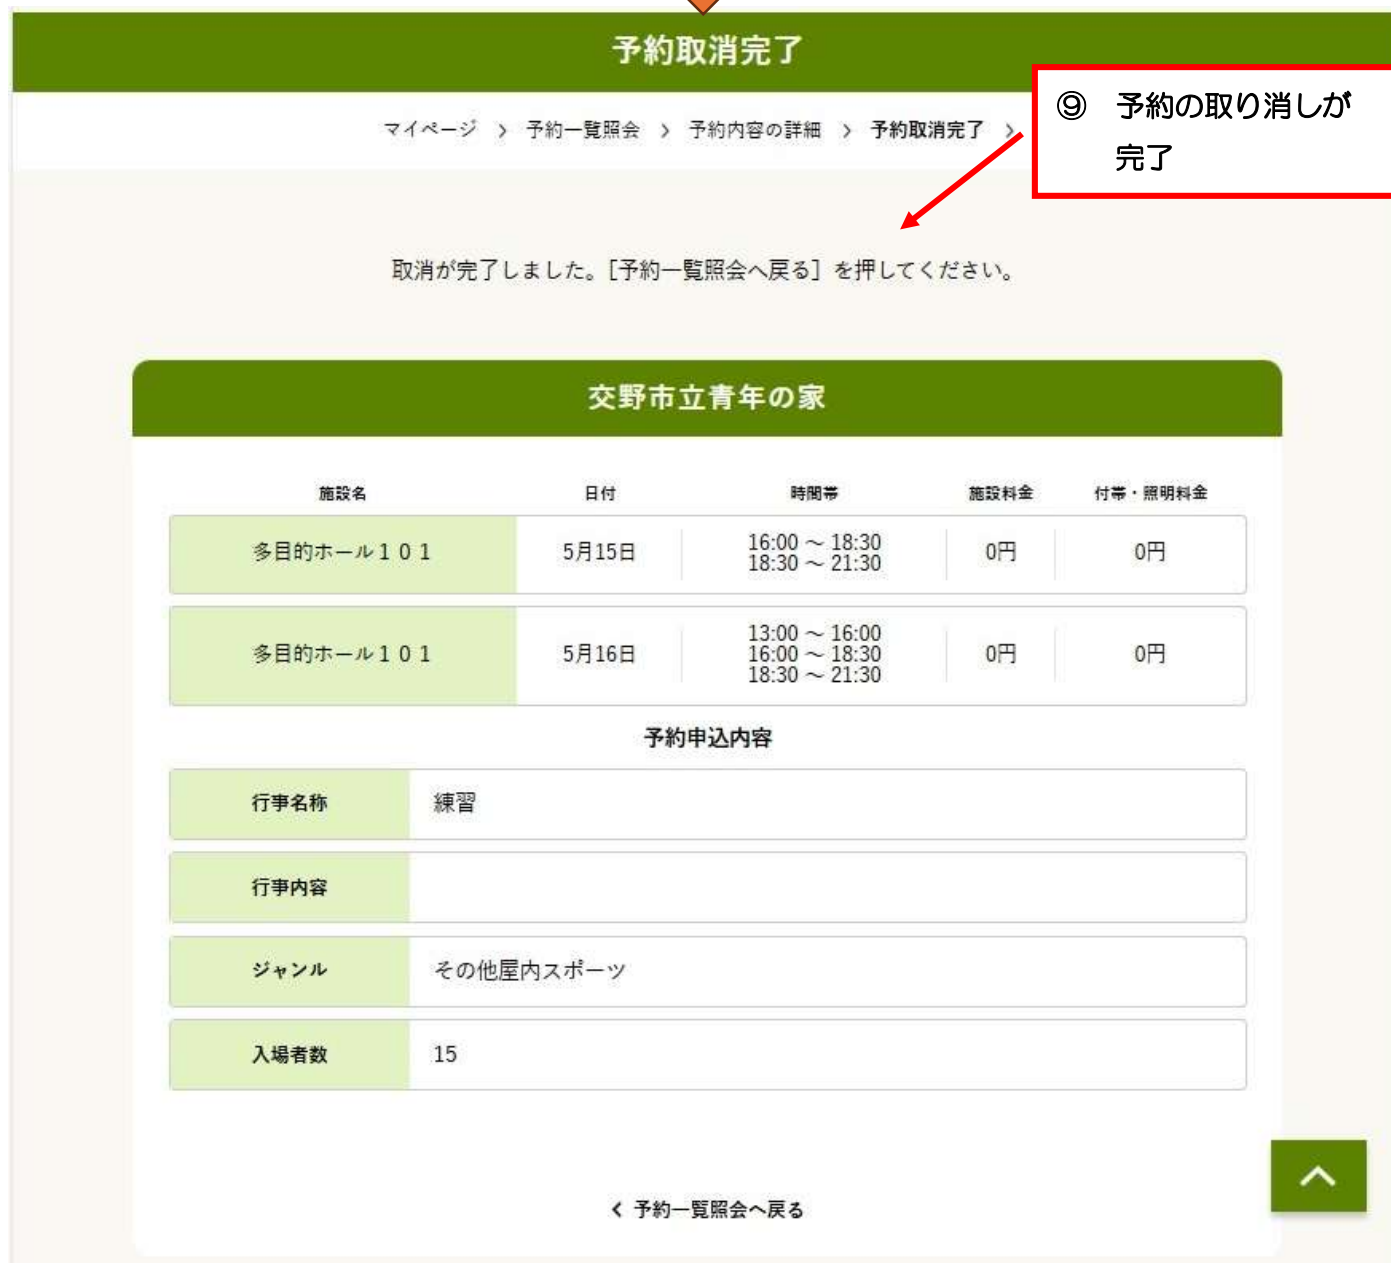 予約取消完了
⑨ 予約の取り消しが
完了
マイページ > 予約一覧照会 > 予約内容の詳細 > 予約取消完了 >
取消が完了しました。[予約一覧照会へ戻る] を押してください。
交野市立青年の家
施設名 日付 時間帯 施設料金 付帯・照明料金
多目的ホール１０１ 5月15日 16:00 ～ 18:30 0円 0円
18:30 ～ 21:30
多目的ホール１０１ 5月16日 13:00 ～ 16:00 0円 0円
16:00 ～ 18:30
18:30 ～ 21:30
予約申込内容
行事名称 練習
行事内容
ジャンル その他屋内スポーツ
入場者数 15
< 予約一覧照会へ戻る